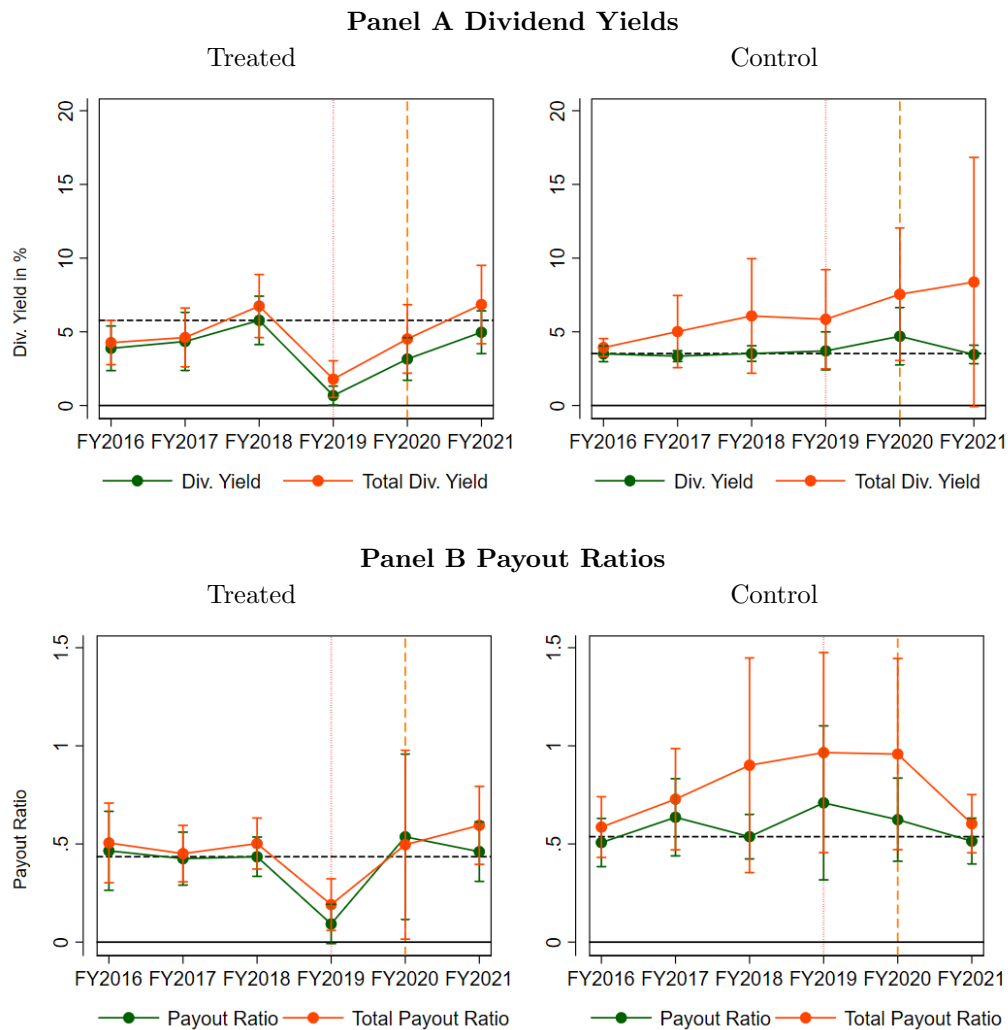 Panel A Dividend Yields
Treated
Control
Div. Yield in %
20
15
10
5
0
FY2016 FY2017 FY2018 FY2019 FY2020 FY2021
Div. Yield Total Div. Yield
20
15
10
5
0
FY2016 FY2017 FY2018 FY2019 FY2020 FY2021
Div. Yield Total Div. Yield
Panel B Payout Ratios
Treated
Control
Payout Ratio
1.5
1
.5
0
FY2016 FY2017 FY2018 FY2019 FY2020 FY2021
Payout Ratio Total Payout Ratio
1.5
1
.5
0
FY2016 FY2017 FY2018 FY2019 FY2020 FY2021
Payout Ratio Total Payout Ratio